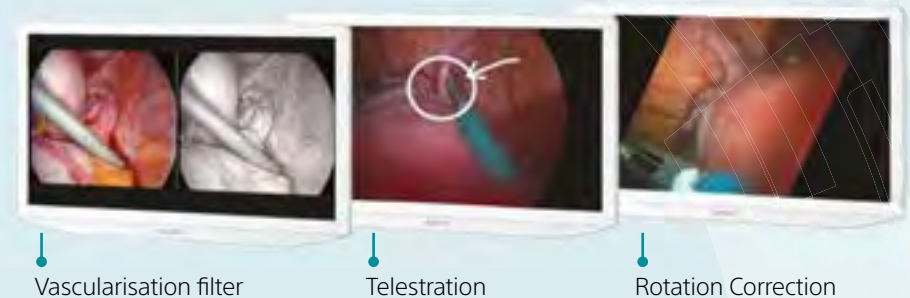 Vascularisation filter
Telestration
Rotation Correction